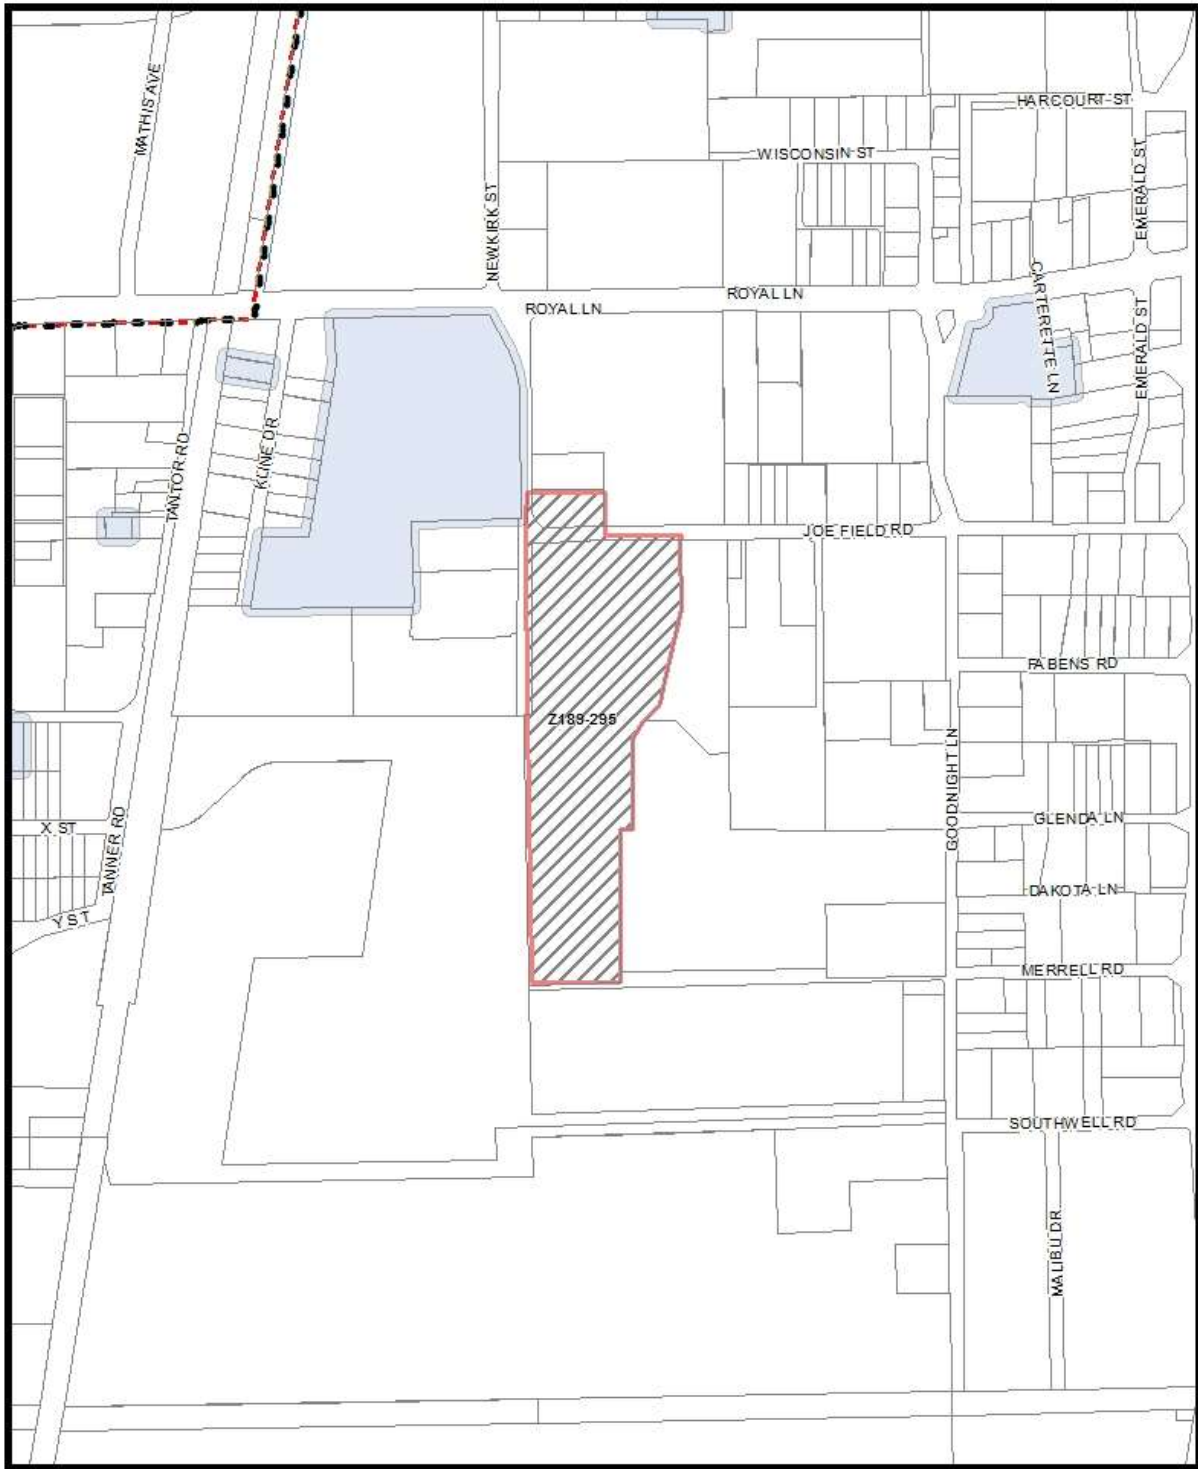 HARCOURT ST
MATHIS AVE
WISCONSIN ST
EMERALD ST
NEWKIRK ST
CARTERETTE LN
ROYAL LN
ROYAL LN
EMERALD ST
KLINE DR
TANTOR RD
JOE FIELD RD
FABENS RD
Z189-295
GOODNIGHT LN
X ST
TANNER RD
GLENDA LN
DAKOTA LN
Y ST
MERRELL RD
SOUTHWELL RD
MALIBU DR